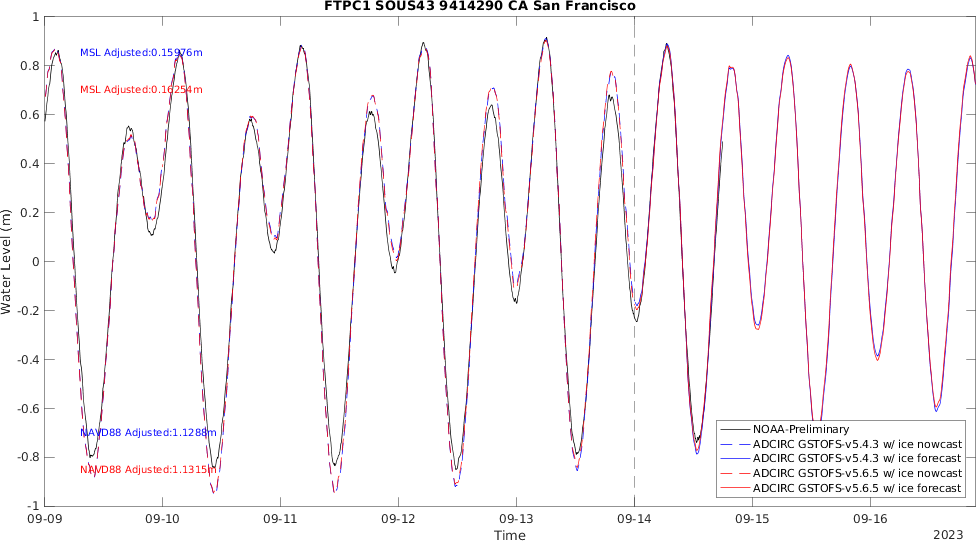 FTPC1 SOUS43 9414290 CA San Francisco
1
0.8
0.6
0.4
0.2
0
-0.2
-0.4
-0.6
-0.8
-1
Water Level (m)
MSL Adjusted:0.15976m
MSL Adjusted:0.16254m
NAVD88 Adjusted:1.1288m
NAVD88 Adjusted:1.1315m
NOAA-Preliminary
ADCIRC GSTOFS-v5.4.3 w/ ice nowcast
ADCIRC GSTOFS-v5.4.3 w/ ice forecast
ADCIRC GSTOFS-v5.6.5 w/ ice nowcast
ADCIRC GSTOFS-v5.6.5 w/ ice forecast
09-09 09-10 09-11 09-12 09-13 09-14 09-15 09-16
Time
2023